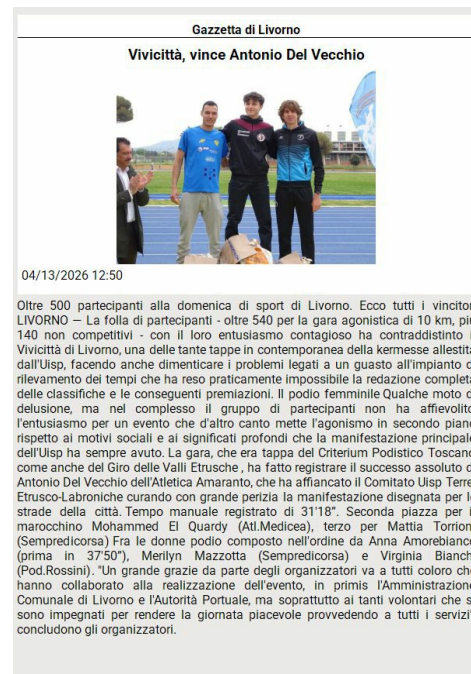 Gazzetta di Livorno
Vivicittà, vince Antonio Del Vecchio
04/13/2026 12:50
Oltre 500 partecipanti alla domenica di sport di Livorno. Ecco tutti i vincitor
LIVORNO — La folla di partecipanti - oltre 540 per la gara agonistica di 10 km, più
140 non competitivi - con il loro entusiasmo contagioso ha contraddistinto
Vivicittà di Livorno, una delle tante tappe in contemporanea della kermesse allestita
dall'Uisp, facendo anche dimenticare i problemi legati a un guasto all'impianto d
rilevamento dei tempi che ha reso praticamente impossibile la redazione completa
delle classifiche e le conseguenti premiazioni. Il podio femminile Qualche moto d
delusione, ma nel complesso il gruppo di partecipanti non ha affievolito
l'entusiasmo per un evento che d'altro canto mette l'agonismo in secondo piano
rispetto ai motivi sociali e ai significati profondi che la manifestazione principale
dell'Uisp ha sempre avuto. La gara, che era tappa del Criterium Podistico Toscano
come anche del Giro delle Valli Etrusche , ha fatto registrare il successo assoluto d
Antonio Del Vecchio dell'Atletica Amaranto, che ha affiancato il Comitato Uisp Terre
Etrusco-Labroniche curando con grande perizia la manifestazione disegnata per le
strade della città. Tempo manuale registrato di 31'18". Seconda piazza per i
marocchino Mohammed El Quardy (Atl.Medicea), terzo per Mattia Torrion
(Sempredicorsa) Fra le donne podio composto nell'ordine da Anna Amorebianco
(prima in 37'50"), Merilyn Mazzotta (Sempredicorsa) e Virginia Bianch
(Pod.Rossini). "Un grande grazie da parte degli organizzatori va a tutti coloro che
hanno collaborato alla realizzazione dell'evento, in primis l'Amministrazione
Comunale di Livorno e l'Autorità Portuale, ma soprattutto ai tanti volontari che s
sono impegnati per rendere la giornata piacevole provvedendo a tutti i servizi"
concludono gli organizzatori.